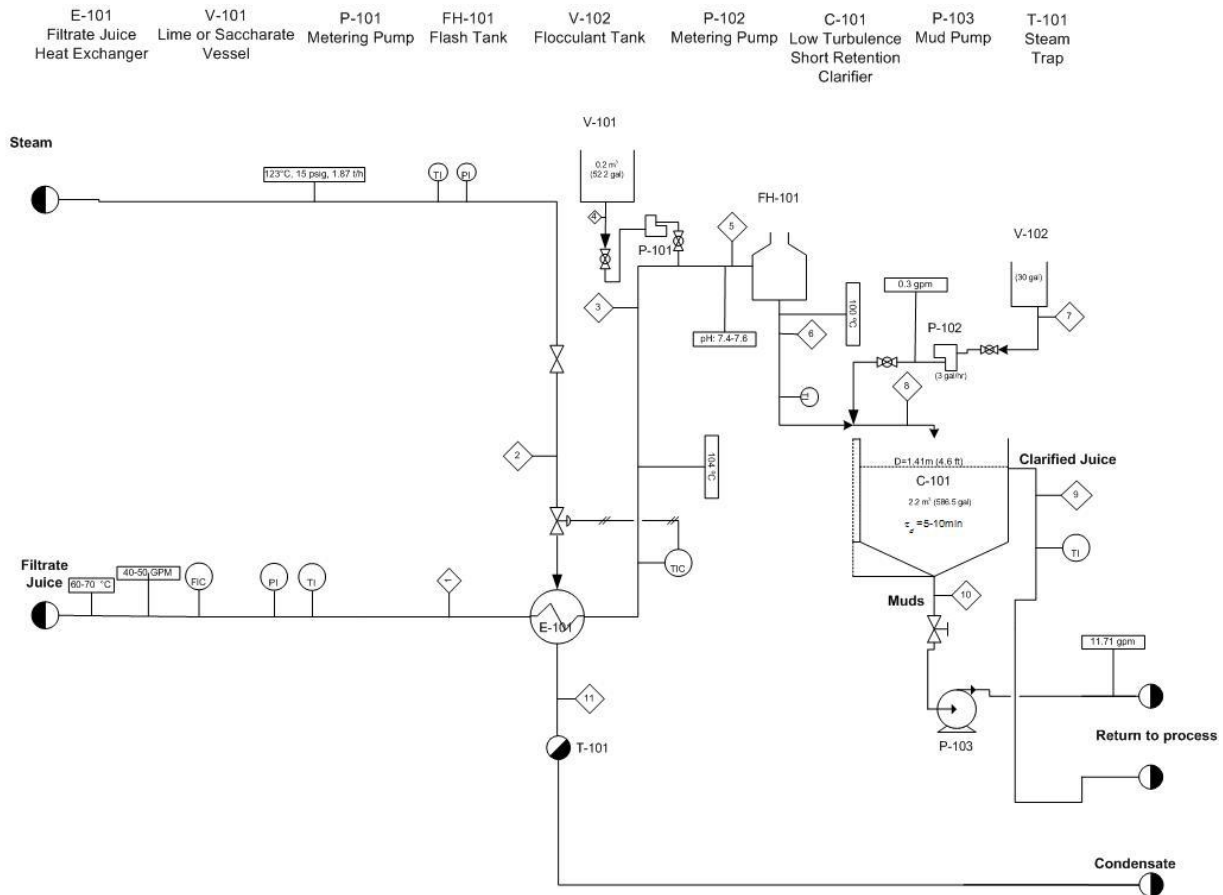 E-101
Filtrate Juice
Heat Exchanger
V-101
Lime or Saccharate
Vessel
P-101
Metering Pump
FH-101
Flash Tank
V-102
Flocculant Tank
P-102
Metering Pump
C-101
Low Turbulence
Short Retention
Clarifier
P-103
Mud Pump
T-101
Steam
Trap
Steam
123°C, 15 psig, 1.87 t/h
TI
PI
V-101
0.2 m³
(52.2 gal)
4
P-101
5
FH-101
V-102
(30 gal)
0.3 gpm
3
100 °C
7
pH: 7.4-7.6
6
P-102
(3 gal/hr)
8
2
104 °C
D=1.41m (4.6 ft)
C-101
2.2 m³ (586.5 gal)
=5-10min
Clarified Juice
9
TI
TIC
Filtrate
Juice
60-70 °C
40-50 GPM
FIC
PI
TI
1
E-101
Muds
10
11.71 gpm
11
T-101
P-103
Return to process
Condensate